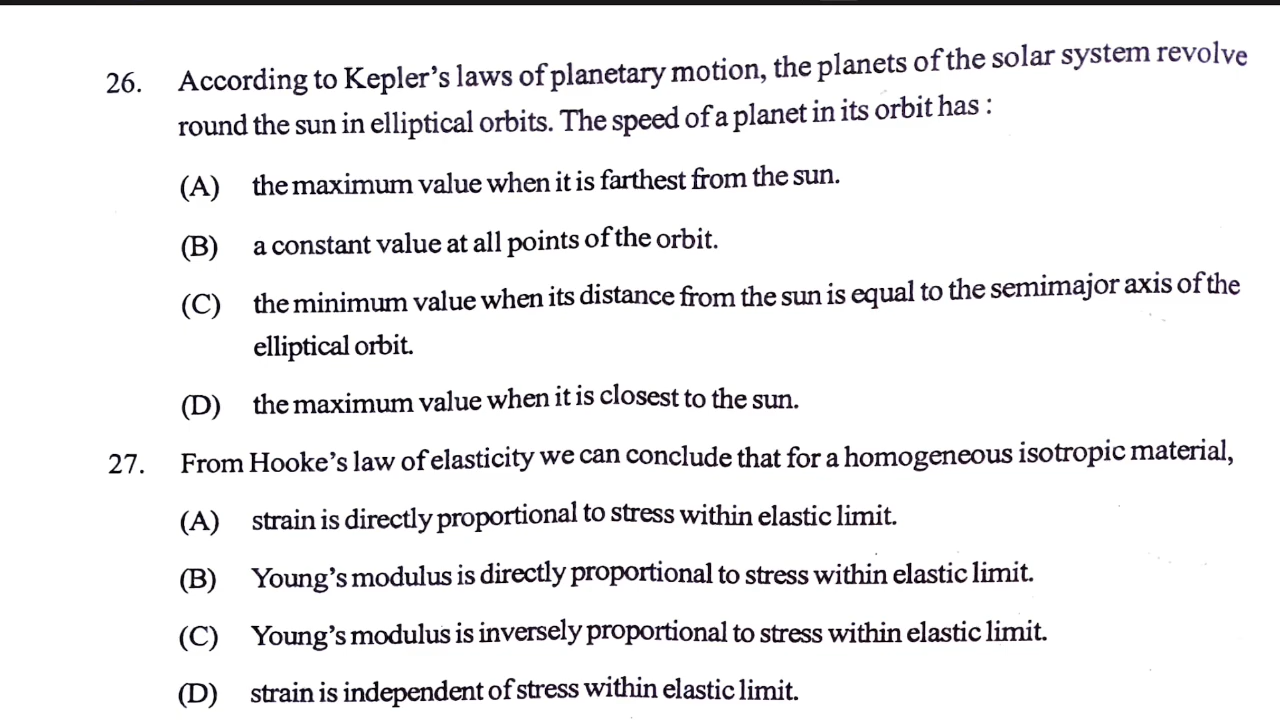 26. According to Kepler's laws of planetary motion, the planets of the solar system revolve
round the sun in elliptical orbits. The speed of a planet in its orbit has :
(A) the maximum value when it is farthest from the sun.
(B) a constant value at all points of the orbit.
(C) the minimum value when its distance from the sun is equal to the semimajor axis of the
elliptical orbit.
(D) the maximum value when it is closest to the sun.
27. From Hooke's law of elasticity we can conclude that for a homogeneous isotropic material,
(A) strain is directly proportional to stress within elastic limit.
(B) Young's modulus is directly proportional to stress within elastic limit.
(C) Young's modulus is inversely proportional to stress within elastic limit.
(D) strain is independent of stress within elastic limit.